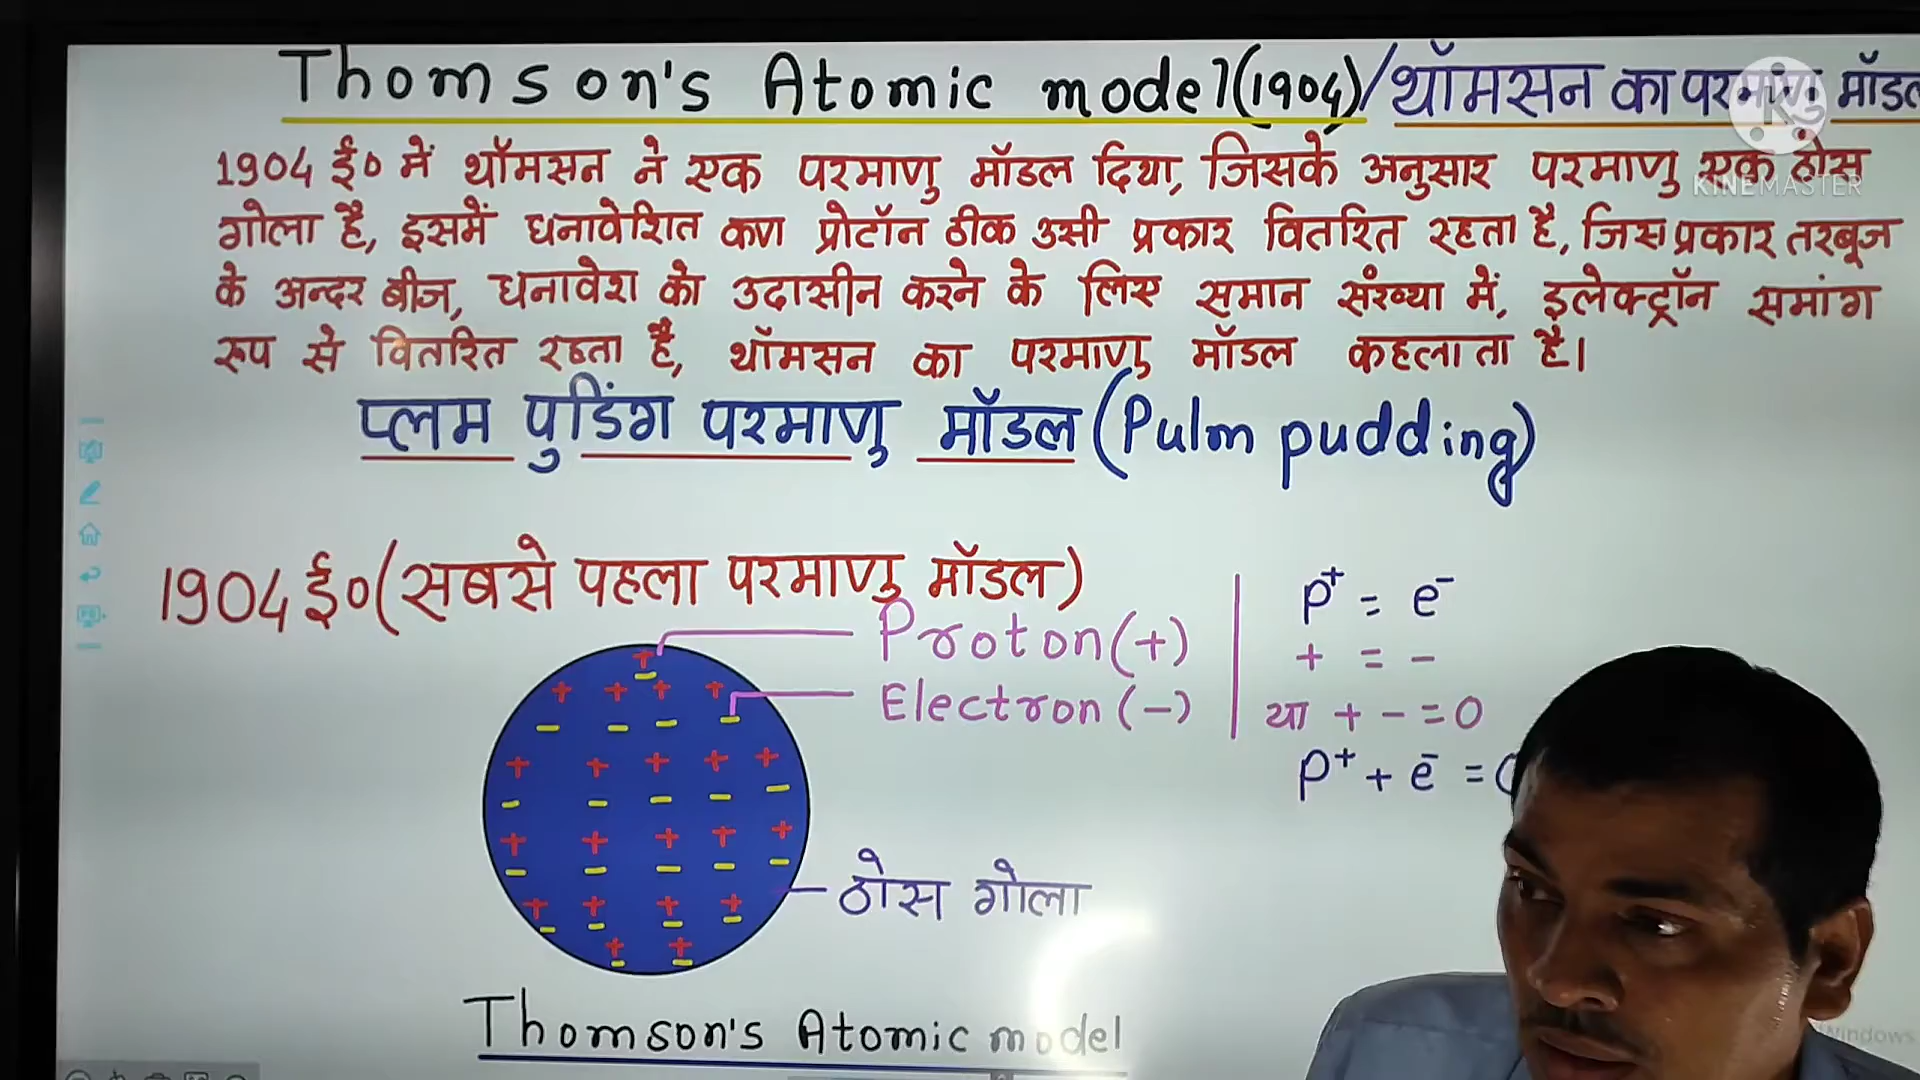 Thomson's Atomic model(1904)/थॉमसन का परमाणु मॉडल
KINEMASTER
1904 ई० में थॉमसन ने एक परमाणु मॉडल दिया, जिसके अनुसार परमाणु एक ठोस
गोला है, इसमें धनावेशित कण प्रोटॉन ठीक उसी प्रकार वितरित रहता है, जिस प्रकार तरबूज
के अन्दर बीज, धनावेश को उदासीन करने के लिए समान संख्या में, इलेक्ट्रॉन समांग
रूप से वितरित रहता है, थॉमसन का परमाणु मॉडल कहलाता है।
प्लम पुडिंग परमाणु मॉडल (Pulm pudding)
1904 ई० (सबसे पहला परमाणु मॉडल)
Proton (+)
Electron (-)
ठोस गोला
Thomson's Atomic model
p⁺ = e⁻
+ = -
या + - = 0
p⁺ + e⁻ =
Windows